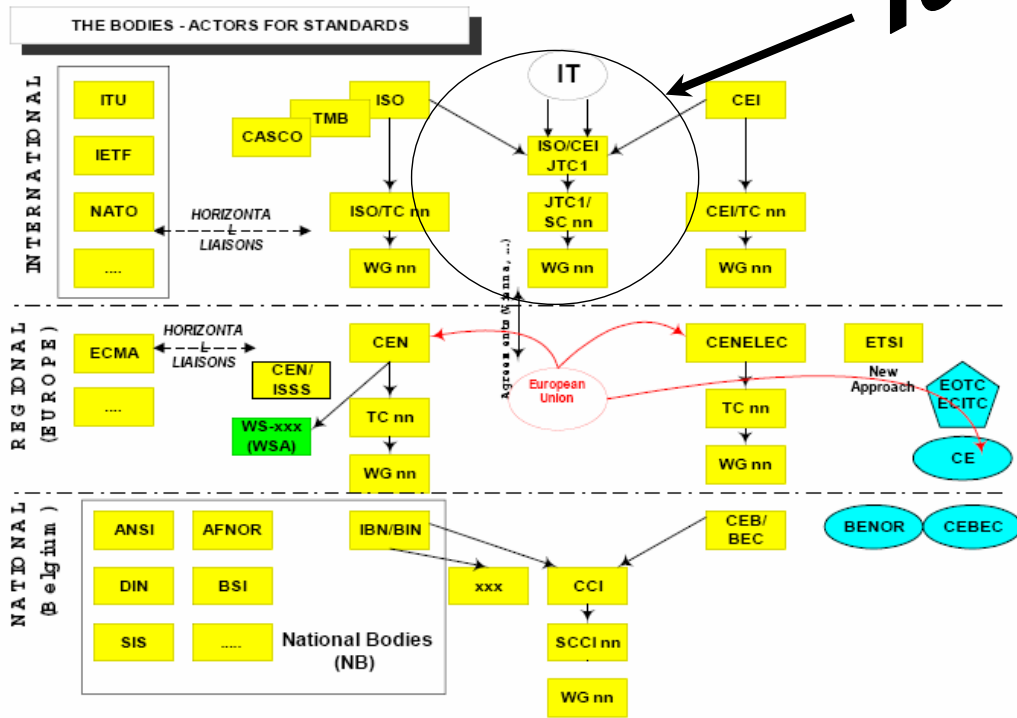 THE BODIES - ACTORS FOR STANDARDS
INTERNATIONAL
ITU
IETF
NATO
....
HORIZONTA
L
LIAISONS
CASCO
TMB
ISO
ISO/TC nn
WG nn
IT
ISO/CEI
JTC1
JTC1/
SC nn
WG nn
CEI
CEI/TC nn
WG nn
Agreements (Vienna, ...)
REGIONAL
(EUROPE)
ECMA
....
HORIZONTA
L
LIAISONS
CEN/
ISSS
WS-xxx
(WSA)
CEN
TC nn
WG nn
European
Union
CENELEC
TC nn
WG nn
ETSI
New
Approach
EOTC
ECITC
CE
NATIONAL
(Belgium)
ANSI
AFNOR
DIN
BSI
SIS
.....
National Bodies
(NB)
IBN/BIN
xxx
CCI
SCCI nn
WG nn
CEB/
BEC
BENOR
CEBEC